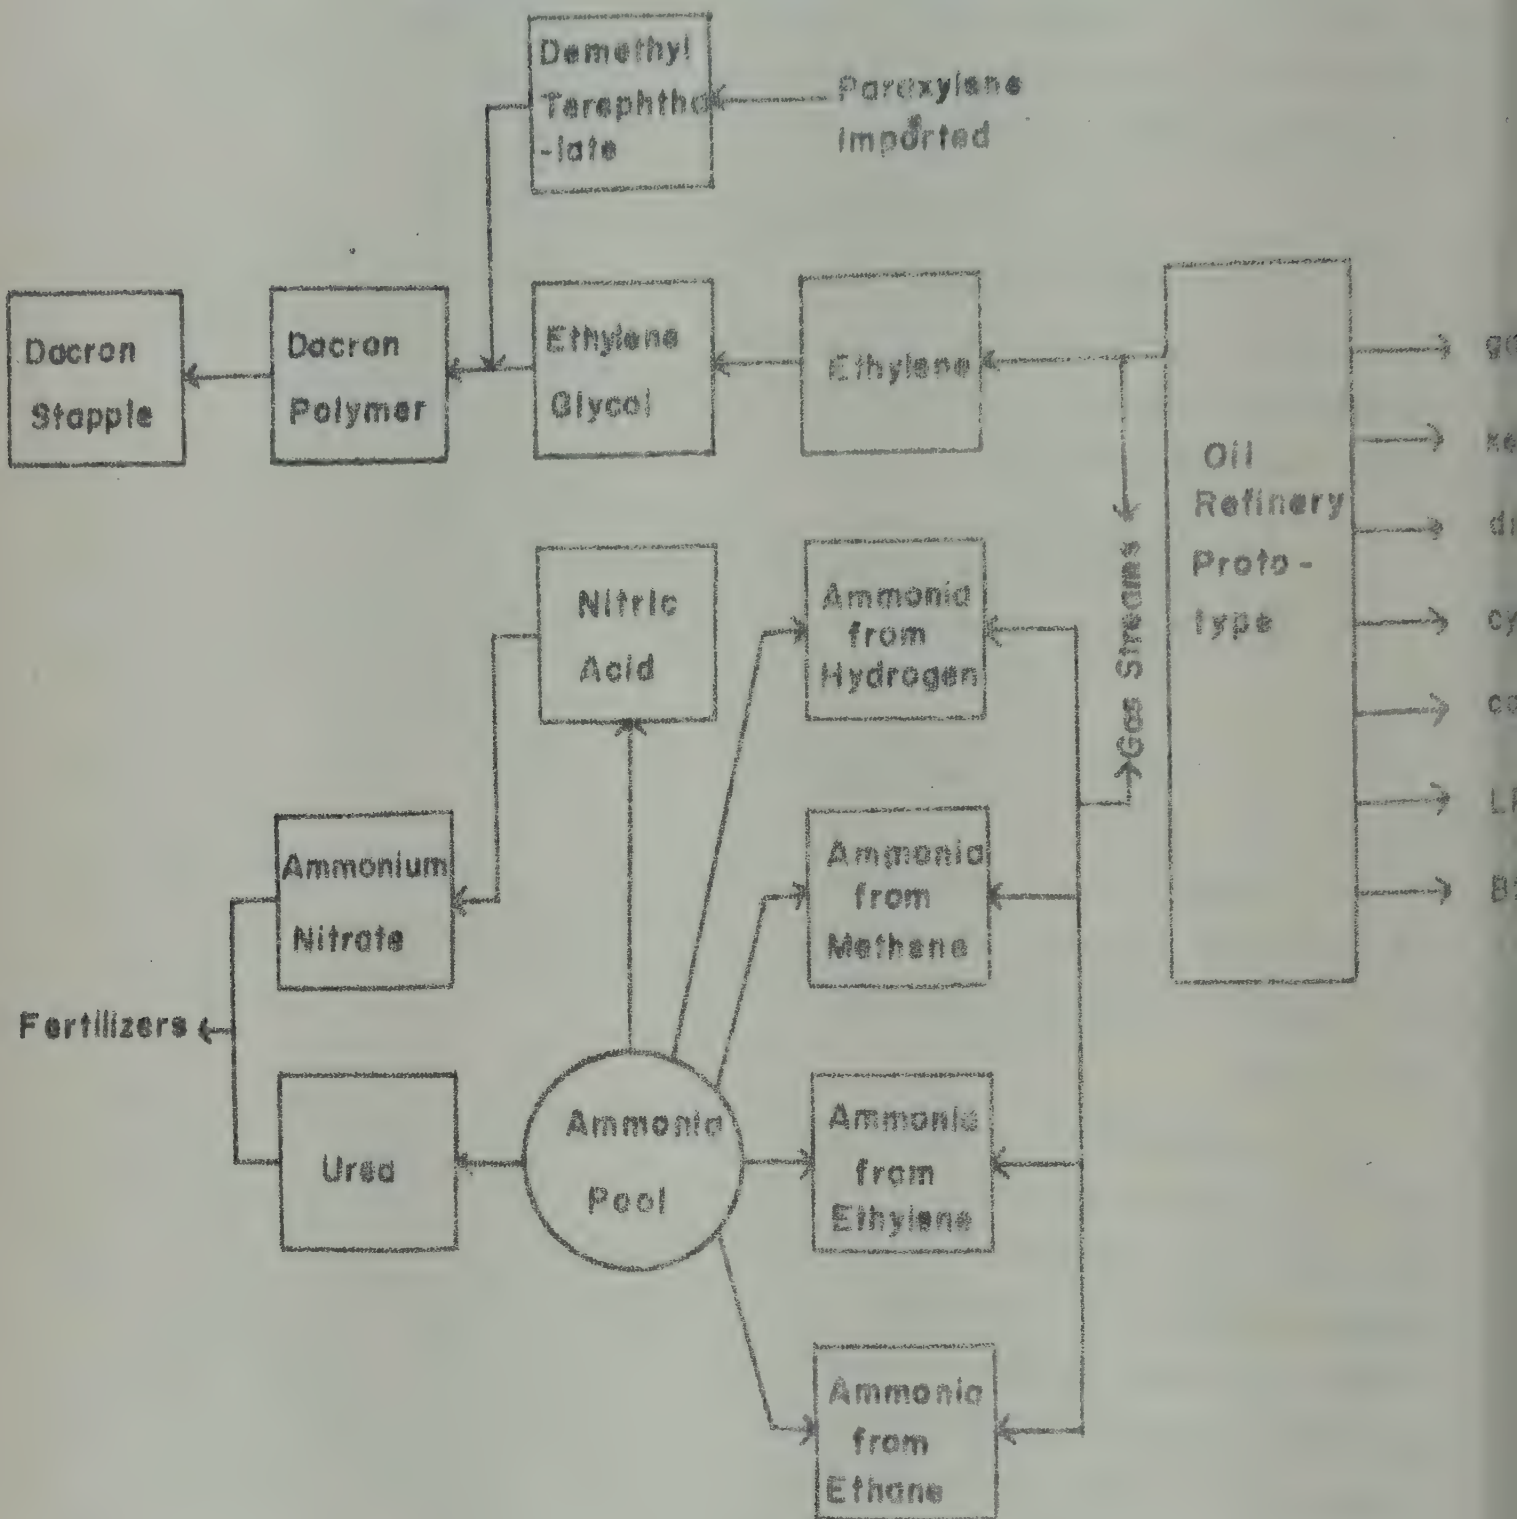 Demethyl
Terephtha
-late
Paraxylene
imported
Dacron
Stapple
Dacron
Polymer
Ethylene
Glycol
Ethylene
Oil
Refinery
Proto-
type
Gas Streams
Nitric
Acid
Ammonia
from
Hydrogen
Ammonium
Nitrate
Ammonia
from
Methane
Fertilizers
Urea
Ammonia
Pool
Ammonia
from
Ethylene
Ammonia
from
Ethane